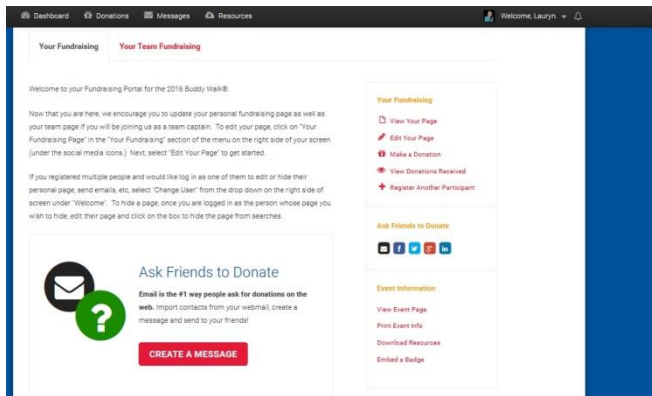 Dashboard Donations Messages Resources Welcome, Lauryn.
Your Fundraising Your Team Fundraising
Welcome to your Fundraising Portal for the 2016 Buddy Walk®.
Now that you are here, we encourage you to update your personal fundraising page as well as
your team page if you will be joining us as a team captain. To edit your page, click on "Your
Fundraising Page" in the "Your Fundraising" section of the menu on the right side of your screen
(under the social media icons.) Next, select "Edit Your Page" to get started.
If you registered multiple people and would like log in as one of them to edit or hide their
personal page, send emails, etc, select "Change User" from the drop down on the right side of
screen under "Welcome". To hide a page, once you are logged in as the person whose page you
wish to hide, edit their page and click on the box to hide the page from searches.
Ask Friends to Donate
Email is the #1 way people ask for donations on the
web. Import contacts from your webmail, create a
message and send to your friends!
CREATE A MESSAGE
Your Fundraising
View Your Page
Edit Your Page
Make a Donation
View Donations Received
Register Another Participant
Ask Friends to Donate
Event Information
View Event Page
Print Event Info
Download Resources
Embed a Badge